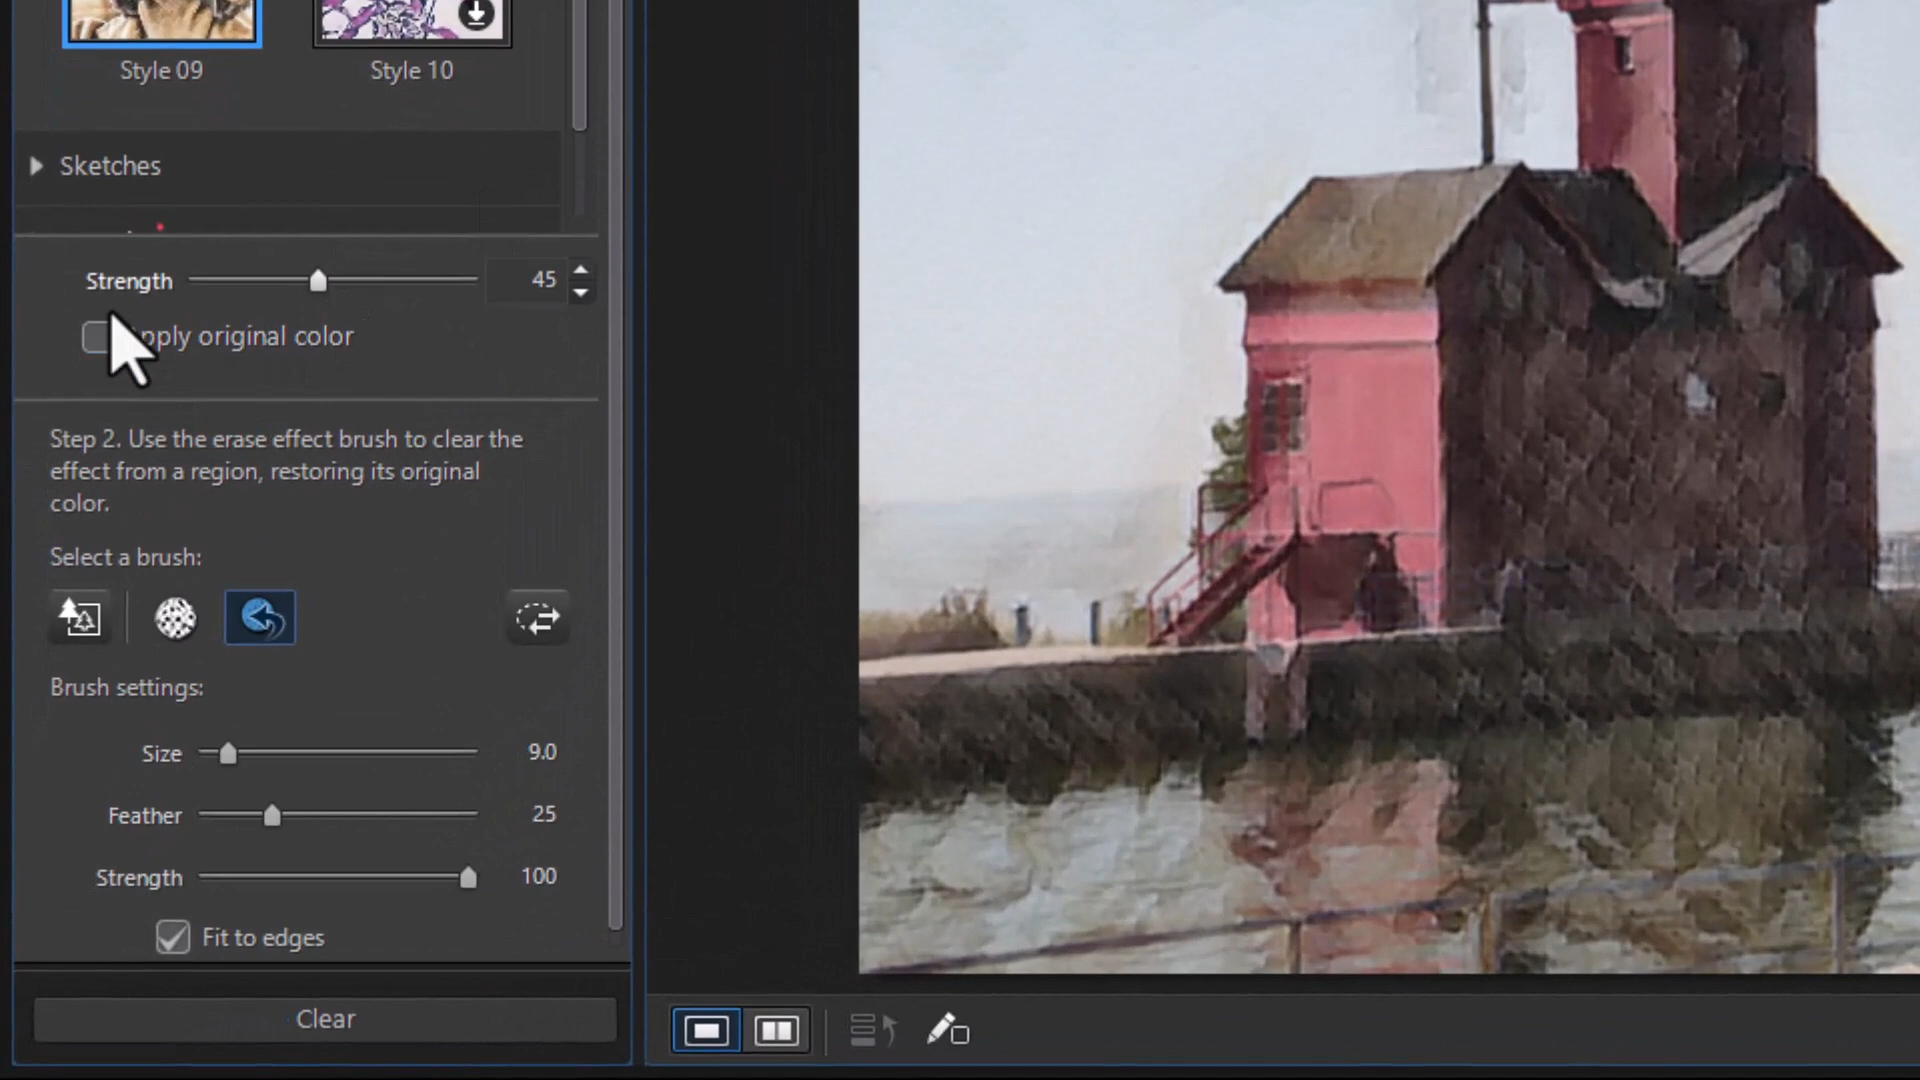 Style 09
Style 10
Sketches
Strength
45
pply original color
Step 2. Use the erase effect brush to clear the
effect from a region, restoring its original
color.
Select a brush:
Brush settings:
Size
9.0
Feather
25
Strength
100
Fit to edges
Clear